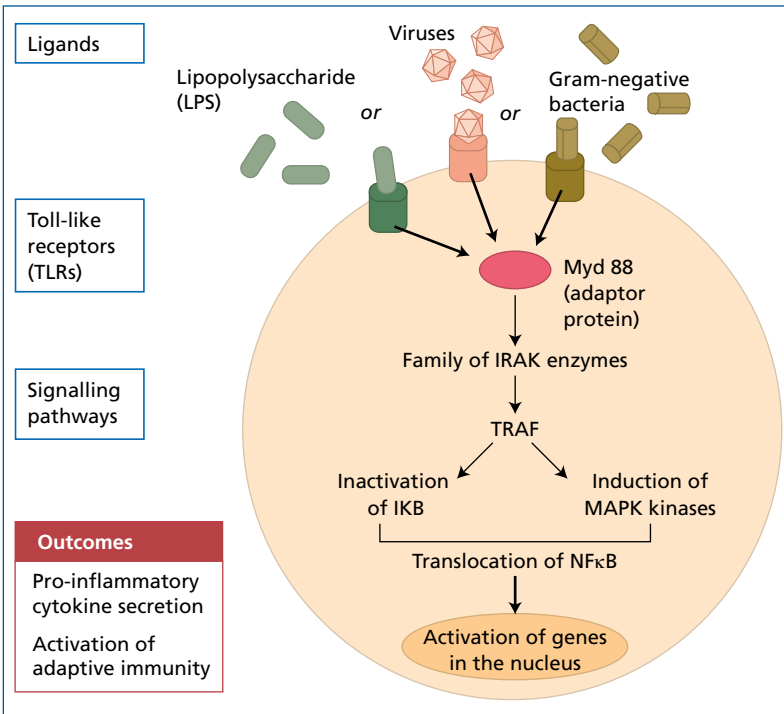 Ligands
Viruses
Lipopolysaccharide
(LPS)
or
or
Gram-negative
bacteria
Toll-like
receptors
(TLRs)
Myd 88
(adaptor
protein)
Family of IRAK enzymes
Signalling
pathways
TRAF
Inactivation
of IKB
Induction of
MAPK kinases
Outcomes
Pro-inflammatory
cytokine secretion
Activation of
adaptive immunity
Translocation of NFκB
Activation of genes
in the nucleus